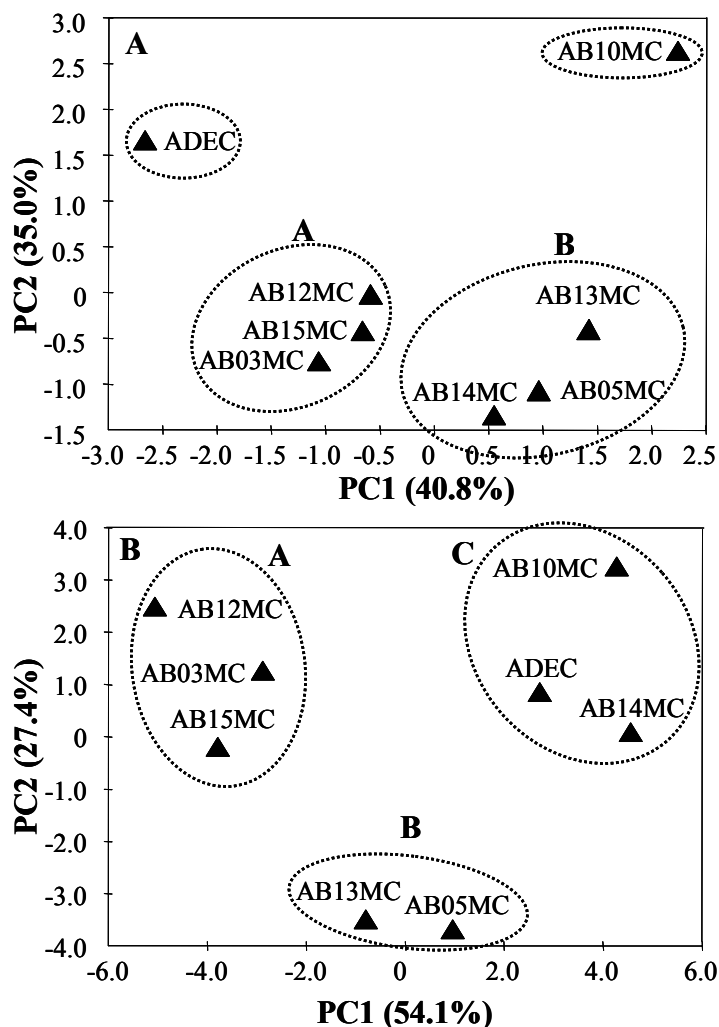 3.0
A
AB10MC
2.5
2.0
ADEC
1.5
1.0
A
B
0.5
AB12MC
AB13MC
0
AB15MC
-0.5
AB03MC
AB14MC
AB05MC
-1.0
-1.5
PC2 (35.0%)
-3.0 -2.5 -1.5 -1.5 -1.0 -0.5 0 0.5 1.0 1.5 2.0 2.5
PC1 (40.8%)
4.0
B
A
C
AB10MC
3.0
AB12MC
2.0
AB03MC
ADEC
1.0
AB15MC
AB14MC
0
-1.0
B
-2.0
AB13MC
AB05MC
-3.0
-4.0
PC2 (27.4%)
-6.0 -4.0 -2.0 0 2.0 4.0 6.0
PC1 (54.1%)